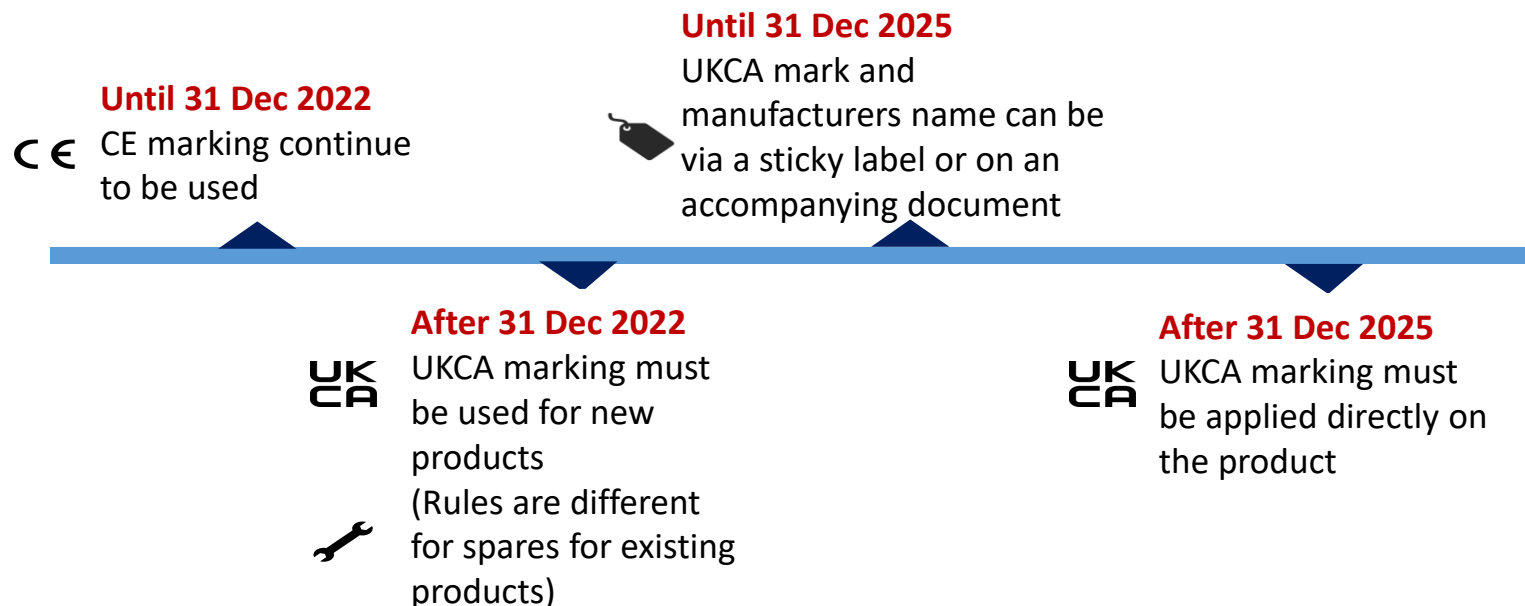 Until 31 Dec 2022
CE
CE marking continue
to be used
Until 31 Dec 2025
UKCA mark and
manufacturers name can be
via a sticky label or on an
accompanying document
After 31 Dec 2022
UK
CA
UKCA marking must
be used for new
products
(Rules are different
for spares for existing
products)
After 31 Dec 2025
UK
CA
UKCA marking must
be applied directly on
the product